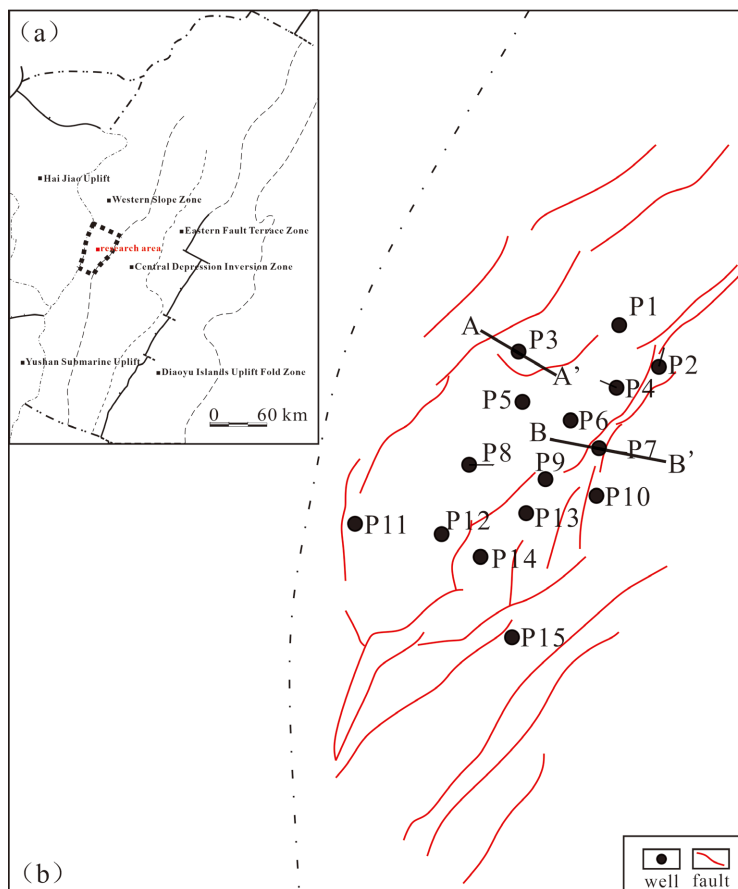 (a)
Hai Jiao Uplift
Western Slope Zone
Eastern Fault Terrace Zone
research area
Central Depression Inversion Zone
Yushan Submarine Uplift
Diaoyu Islands Uplift Fold Zone
0 60 km
P1
A
P3
P2
A'
P4
P5
P6
B
P7
P8
B'
P9
P10
P11
P12
P13
P14
P15
(b)
well fault